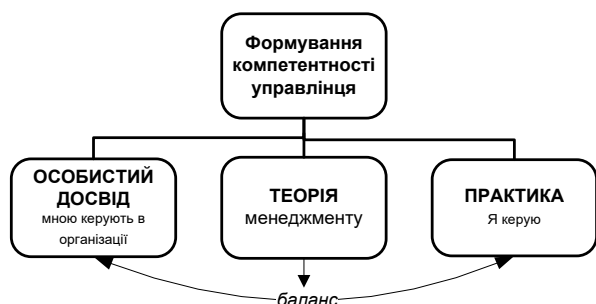 Формування
компетентності
управлінця
ОСОБИСТИЙ
ДОСВІД
мною керують в
організації
ТЕОРІЯ
менеджменту
ПРАКТИКА
Я керую
баланс